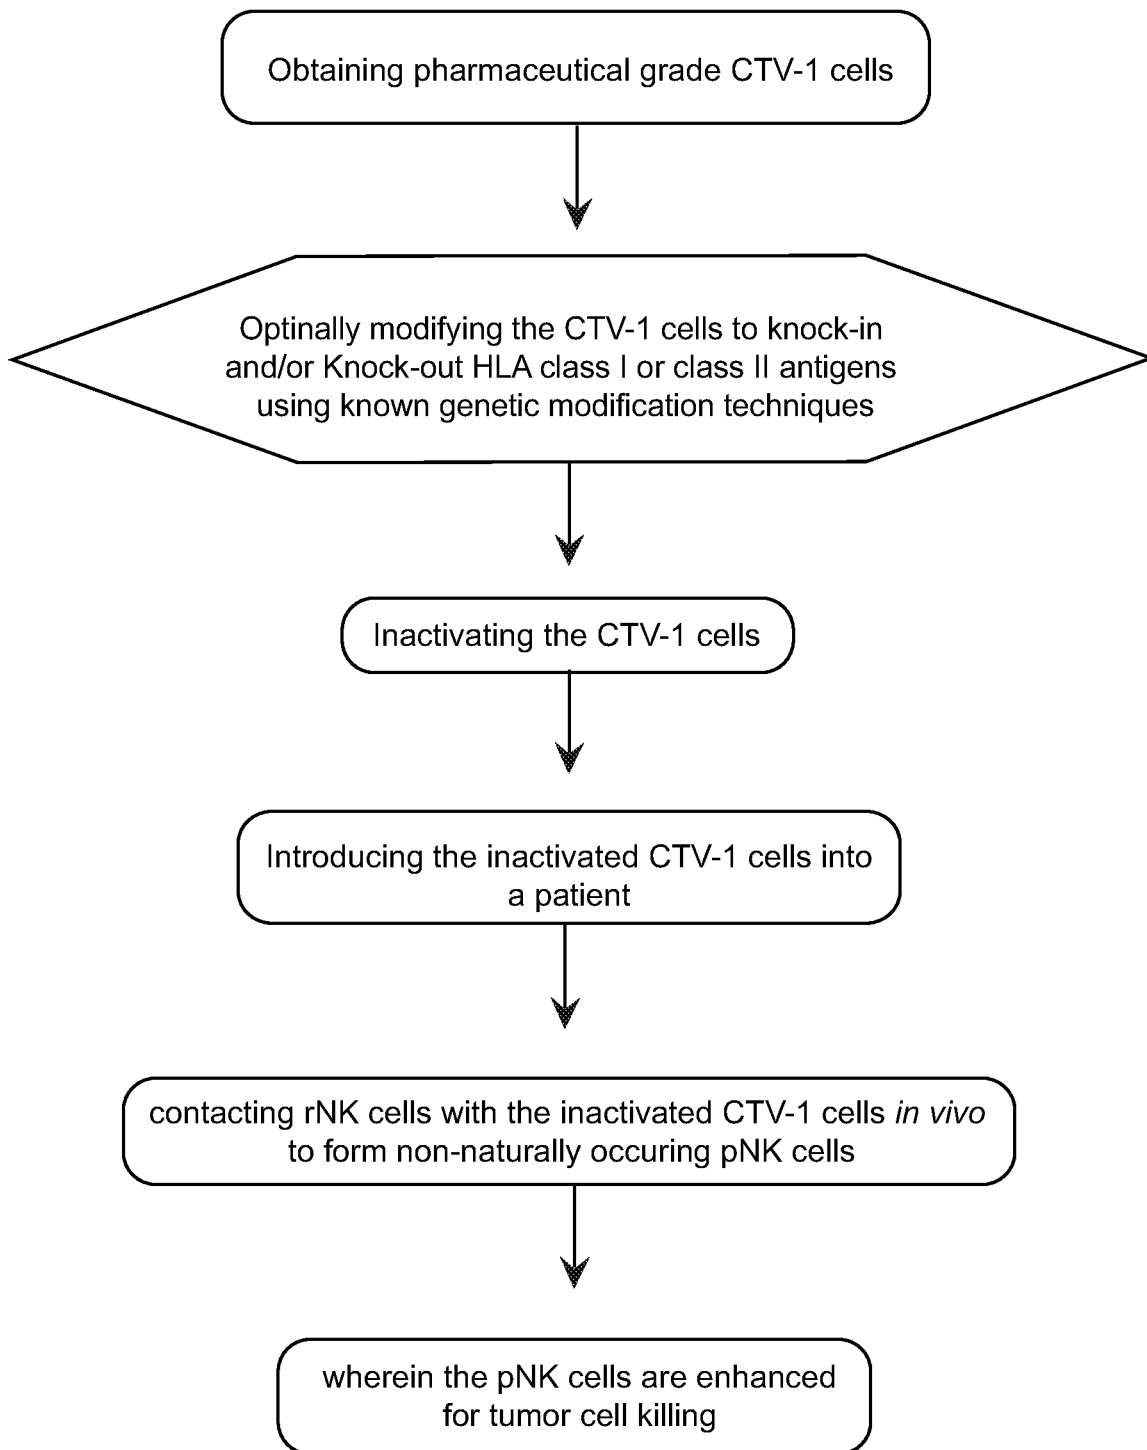 Obtaining pharmaceutical grade CTV-1 cells
Optinally modifying the CTV-1 cells to knock-in
and/or Knock-out HLA class I or class II antigens
using known genetic modification techniques
Inactivating the CTV-1 cells
Introducing the inactivated CTV-1 cells into
a patient
contacting rNK cells with the inactivated CTV-1 cells in vivo
to form non-naturally occuring pNK cells
wherein the pNK cells are enhanced
for tumor cell killing